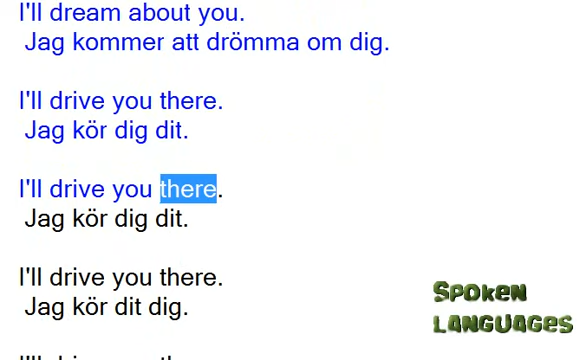 I'll dream about you.
Jag kommer att drömma om dig.
I'll drive you there.
Jag kör dig dit.
I'll drive you there.
Jag kör dig dit.
I'll drive you there.
Jag kör dit dig.
Spoken
Languages